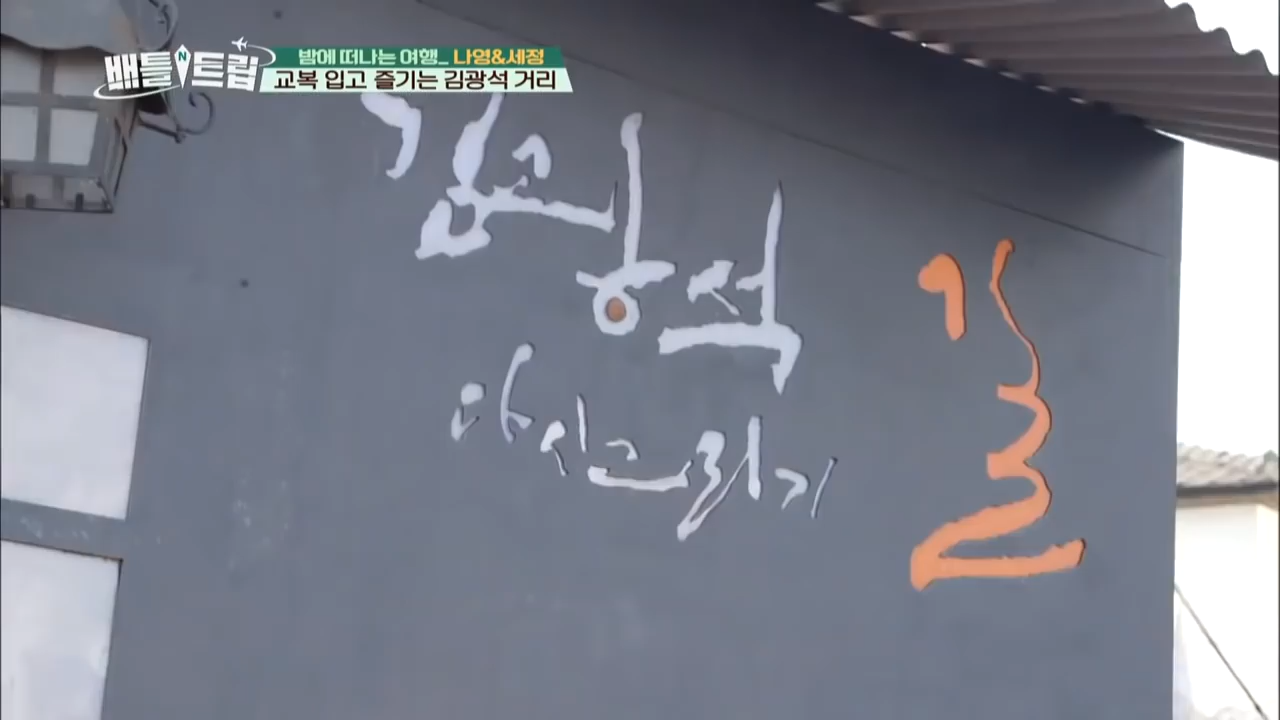 배틀트립
밤에 떠나는 여행_ 나영&세정
교복 입고 즐기는 김광석 거리
김광석
다시그리기
길